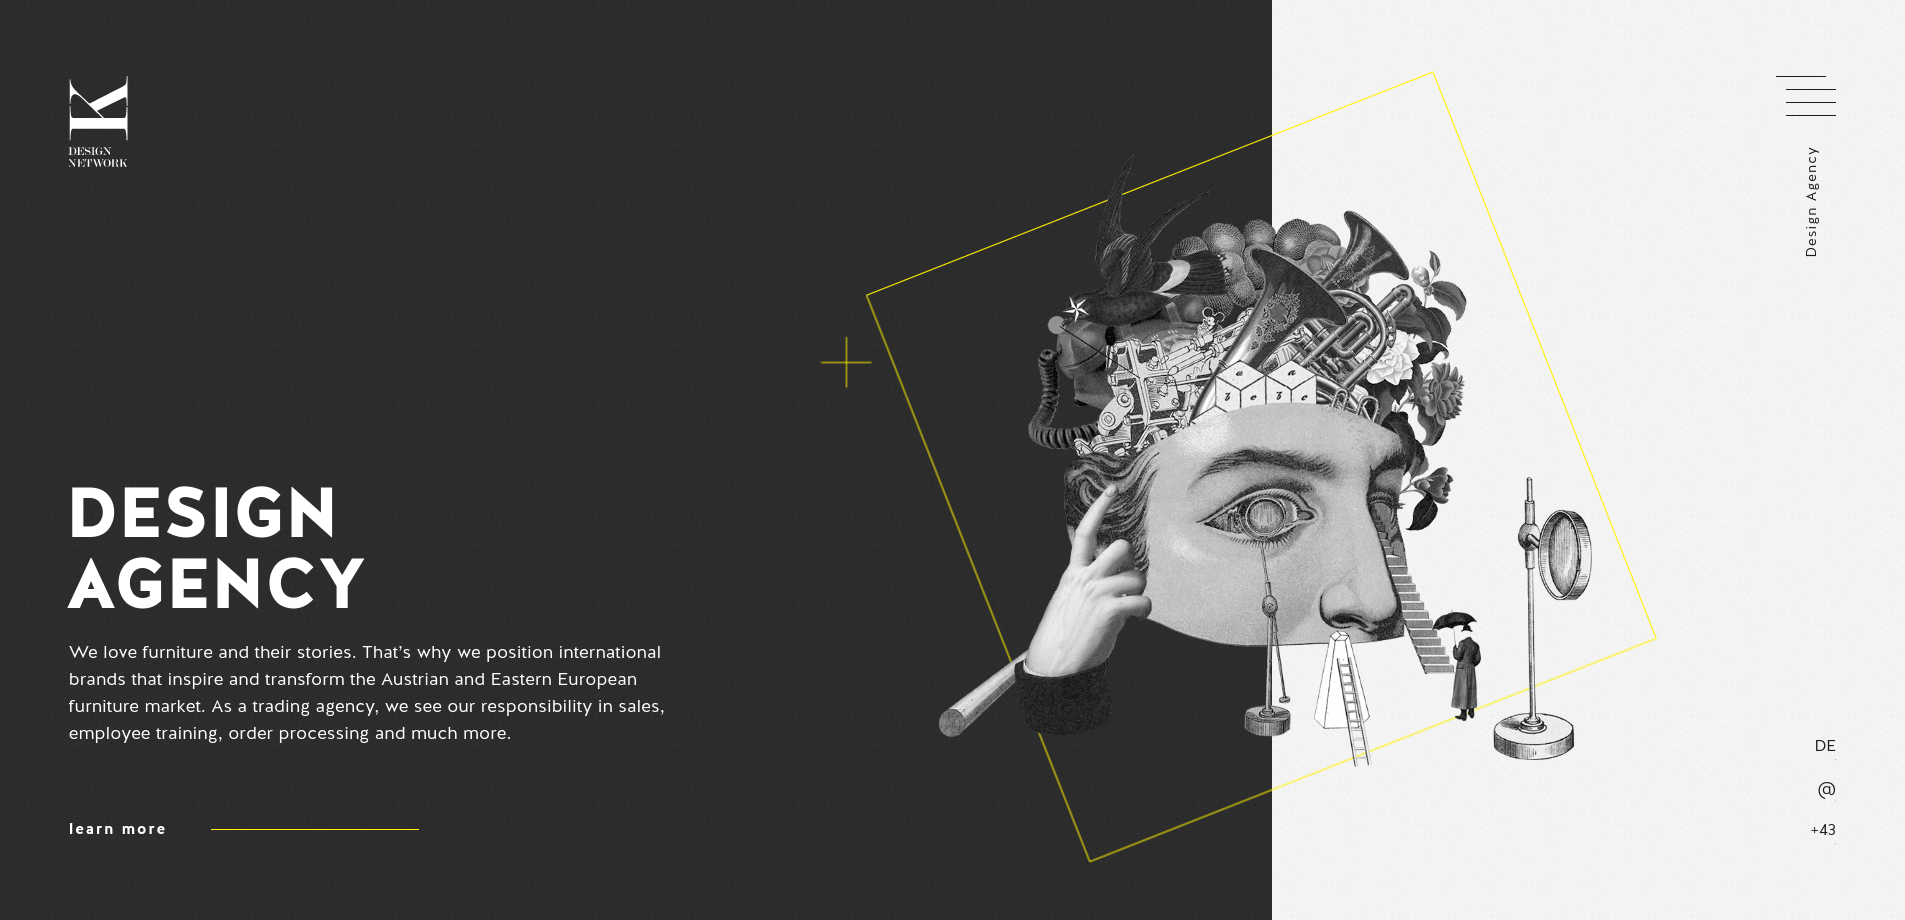 K
DESIGN
NETWORK
Design Agency
DESIGN
AGENCY
We love furniture and their stories. That's why we position international
brands that inspire and transform the Austrian and Eastern European
furniture market. As a trading agency, we see our responsibility in sales,
employee training, order processing and much more.
learn more
DE
@
+43